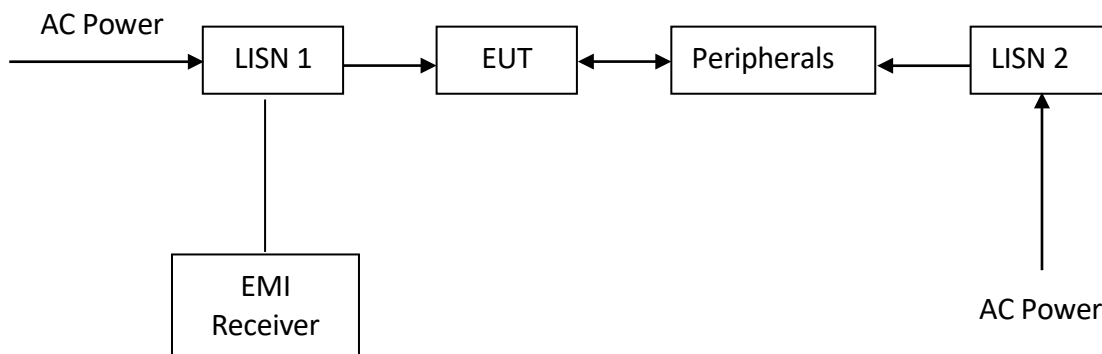 AC Power
LISN 1
EUT
Peripherals
LISN 2
EMI
Receiver
AC Power